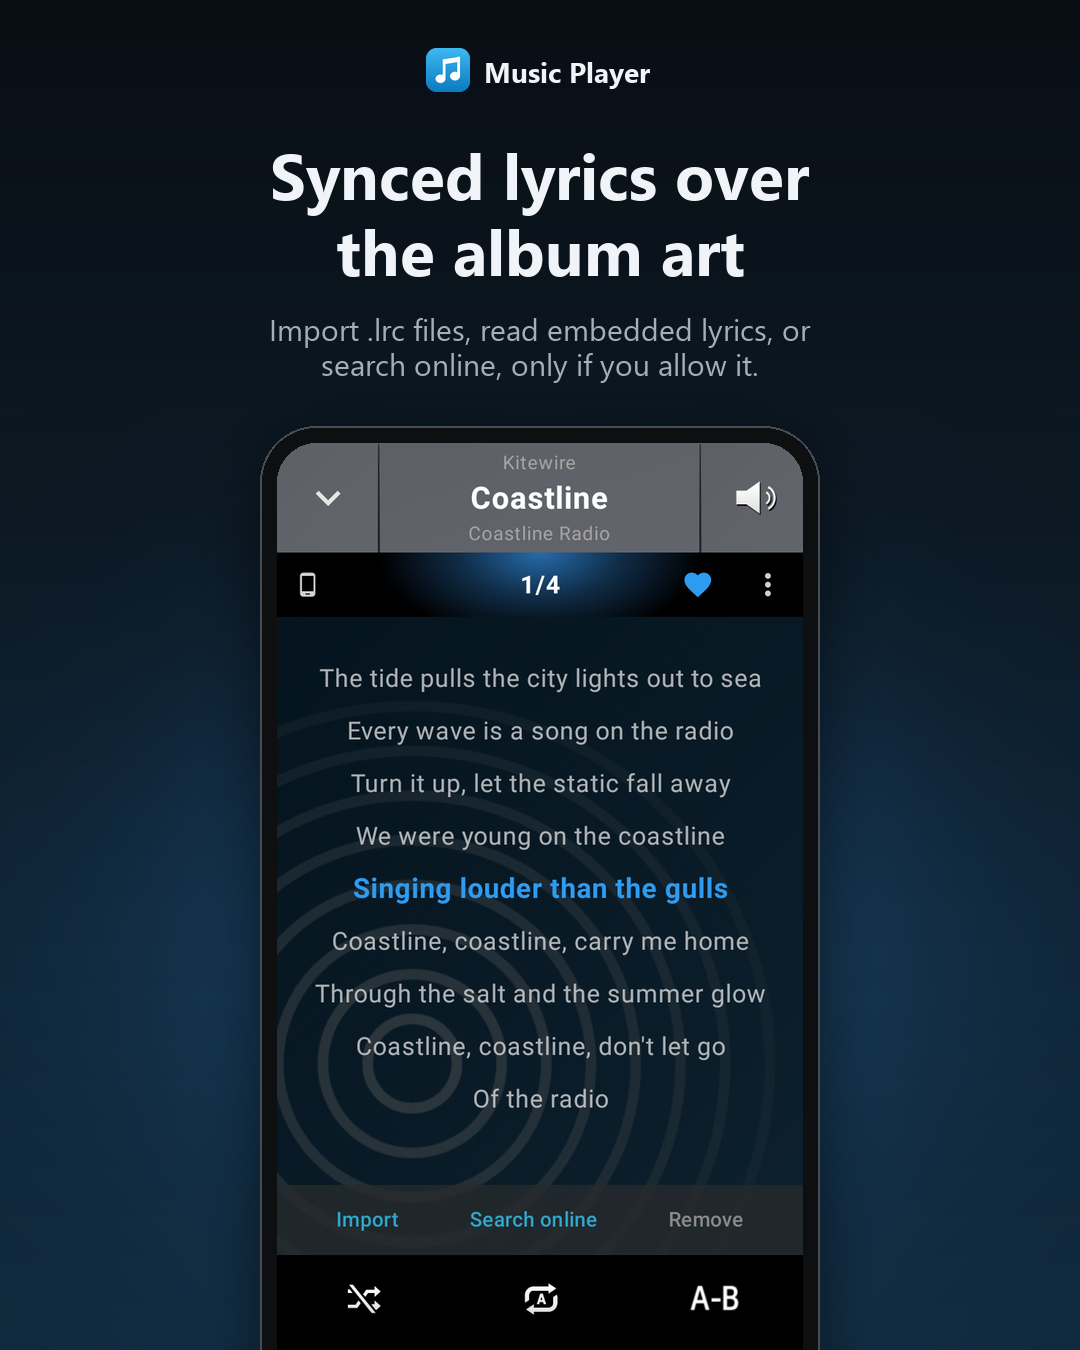 Music Player
Synced lyrics over
the album art
Import .lrc files, read embedded lyrics, or
search online, only if you allow it.
Kitewire
Coastline
Coastline Radio
1/4
The tide pulls the city lights out to sea
Every wave is a song on the radio
Turn it up, let the static fall away
We were young on the coastline
Singing louder than the gulls
Coastline, coastline, carry me home
Through the salt and the summer glow
Coastline, coastline, don't let go
Of the radio
Import Search online Remove
A A-B